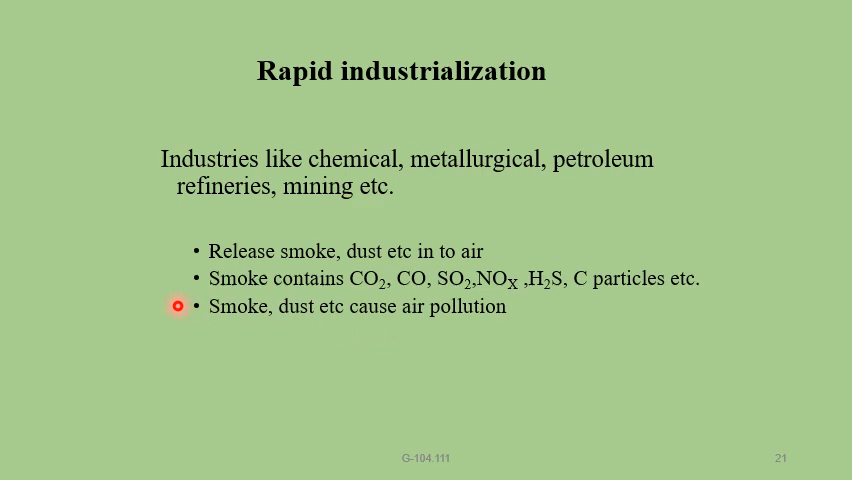 Rapid industrialization
Industries like chemical, metallurgical, petroleum
refineries, mining etc.
• Release smoke, dust etc in to air
• Smoke contains CO₂, CO, SO₂,NOₓ ,H₂S, C particles etc.
• Smoke, dust etc cause air pollution
G-104.111
21